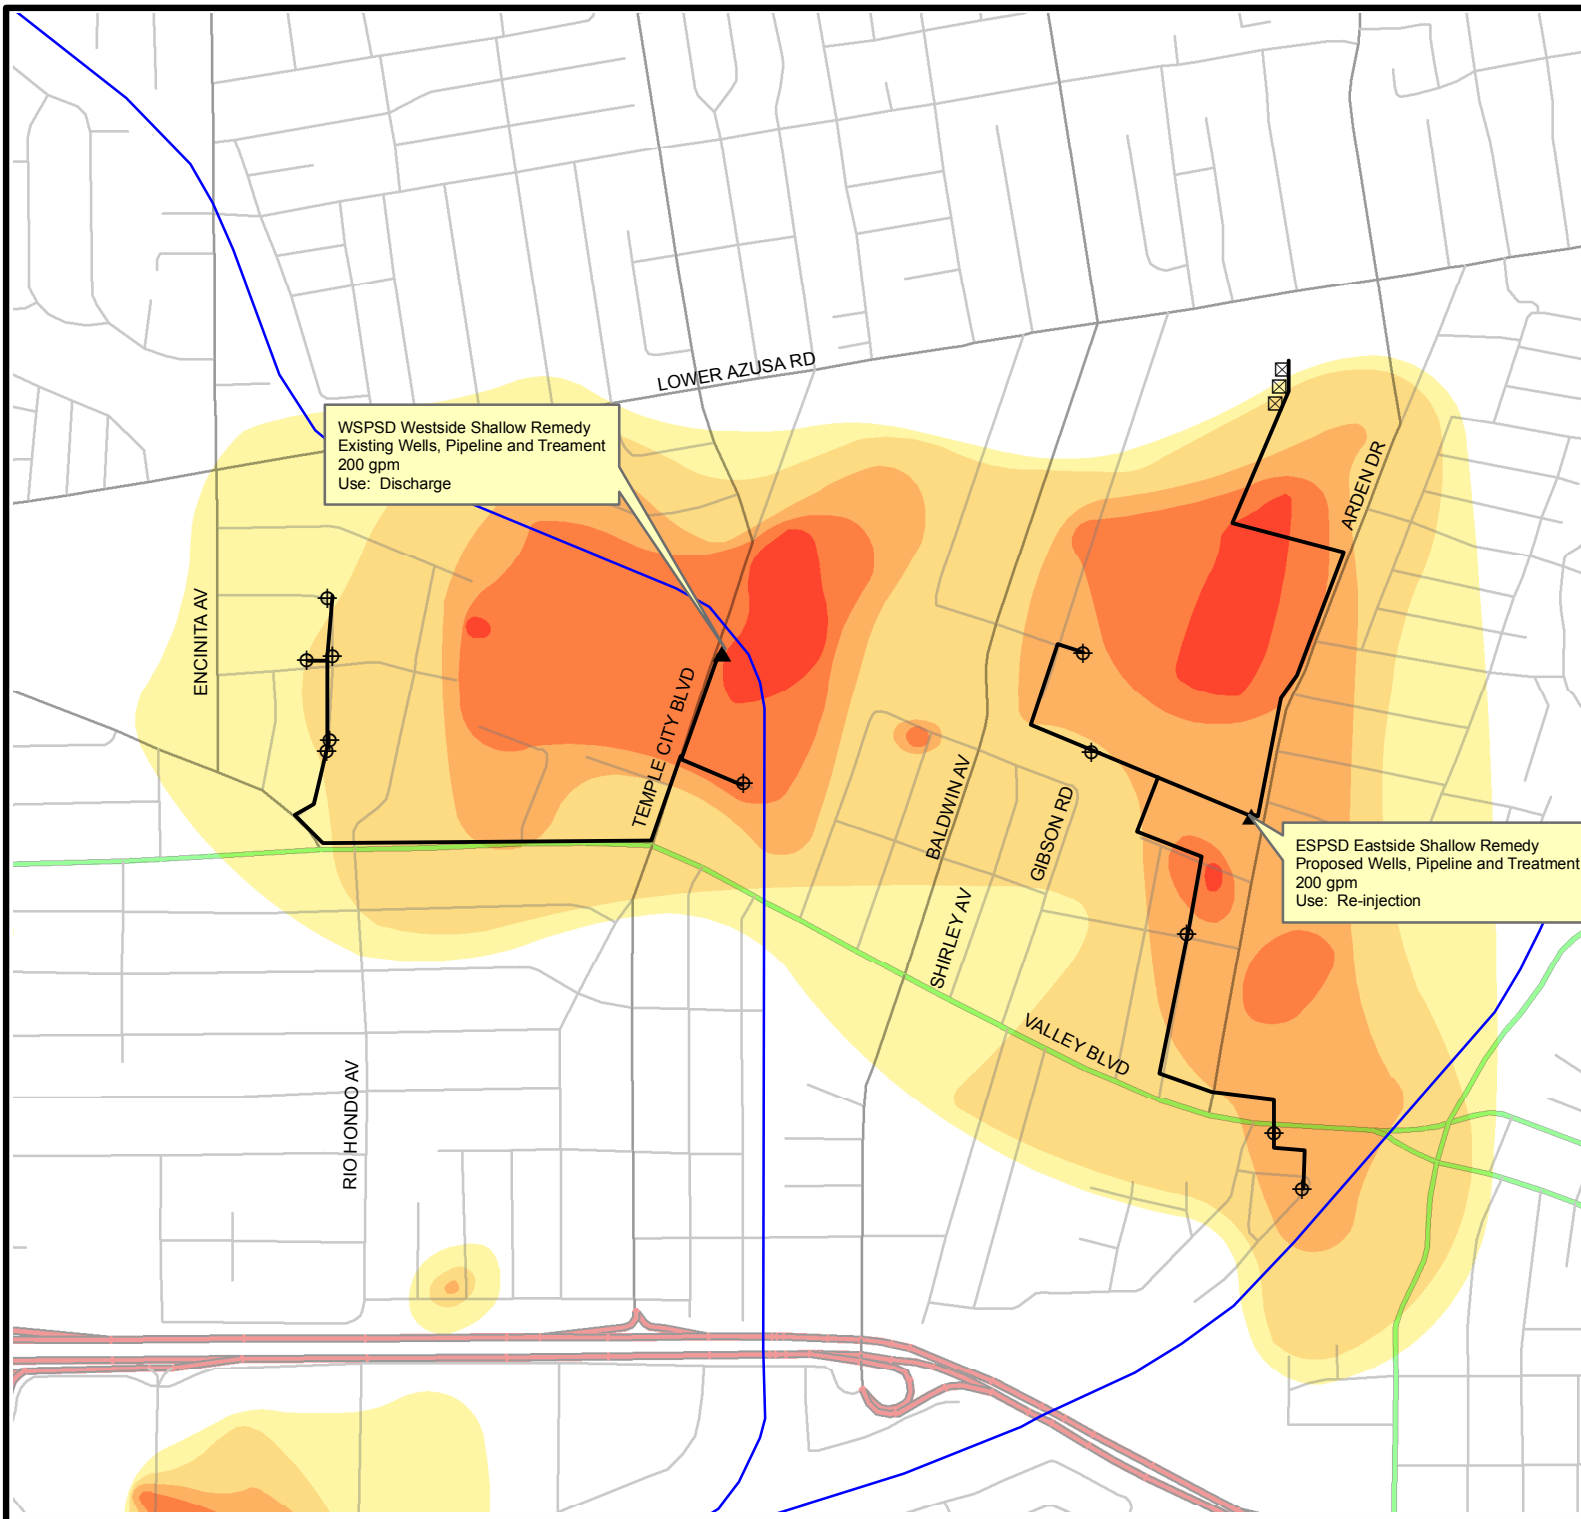 LOWER AZUSA RD
WSPSD Westside Shallow Remedy
Existing Wells, Pipeline and Treament
200 gpm
Use: Discharge
ARDEN DR
ENCINITA AV
TEMPLE CITY BLVD
BALDWIN AV
GIBSON RD
ESPSD Eastside Shallow Remedy
Proposed Wells, Pipeline and Treatment
200 gpm
Use: Re-injection
SHIRLEY AV
VALLEY BLVD
RIO HONDO AV